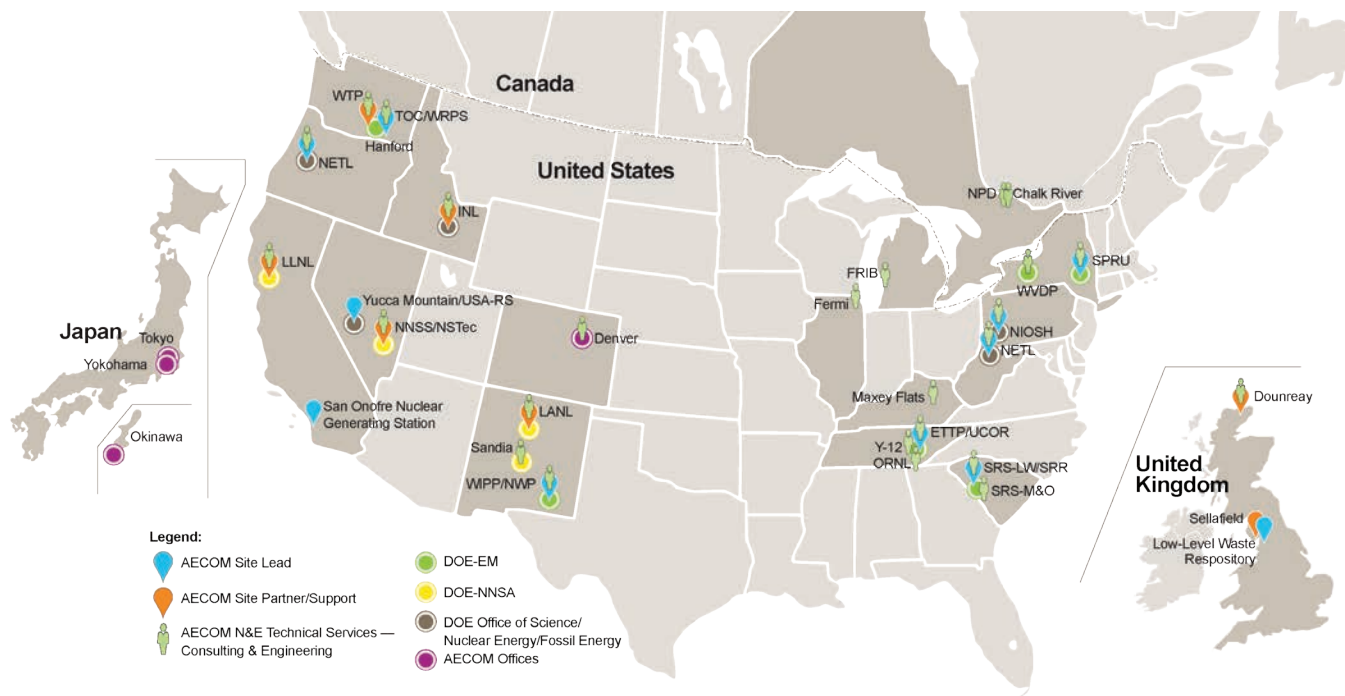 Canada
WTP
TOC/WRPS
Hanford
NETL
United States
NPD
Chalk River
INL
LLNL
FRIB
SPRU
Fermi
WVDP
Yucca Mountain/USA-RS
NNSS/NSTec
Japan
Tokyo
Yokohama
Denver
NIOSH
NETL
Maxey Flats
Dounreay
San Onofre Nuclear
Generating Station
LANL
Okinawa
ETTP/UCOR
Y-12
ORNL
Sandia
SRS-LW/SRR
WIPP/NWP
SRS-M&O
United
Kingdom
Sellafield
Low-Level Waste
Respository
Legend:
AECOM Site Lead
AECOM Site Partner/Support
AECOM N&E Technical Services —
Consulting & Engineering
DOE-EM
DOE-NNSA
DOE Office of Science/
Nuclear Energy/Fossil Energy
AECOM Offices